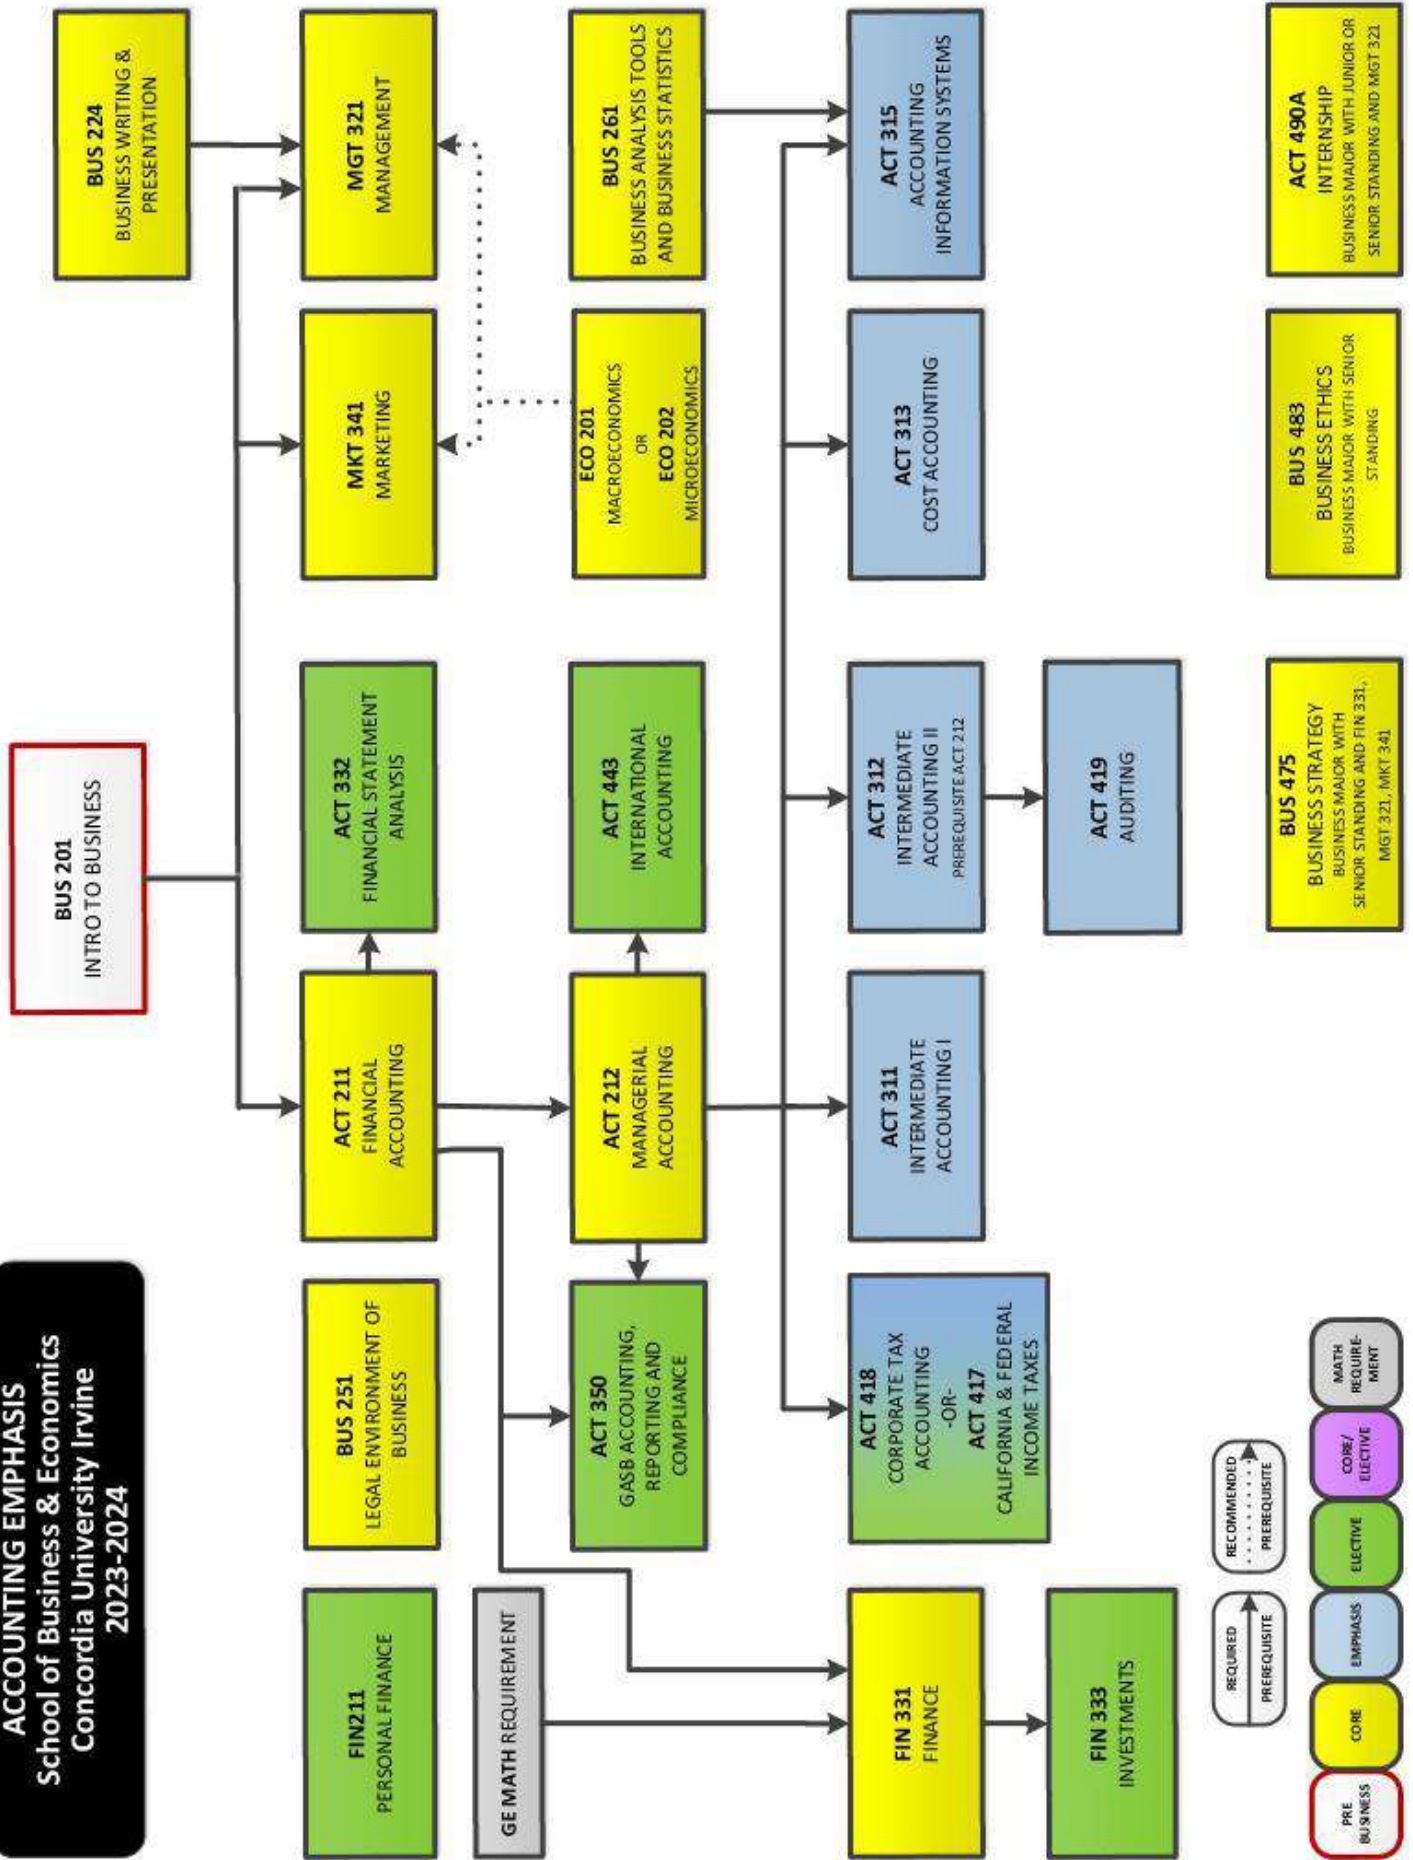 ACCOUNTING EMPHASIS
School of Business & Economics
Concordia University Irvine
2023-2024
BUS 201
INTRO TO BUSINESS
BUS 224
BUSINESS WRITING &
PRESENTATION
FIN211
PERSONAL FINANCE
BUS 251
LEGAL ENVIRONMENT OF
BUSINESS
ACT 211
FINANCIAL
ACCOUNTING
ACT 332
FINANCIAL STATEMENT
ANALYSIS
MKT 341
MARKETING
MGT 321
MANAGEMENT
GE MATH REQUIREMENT
ACT 350
GASB ACCOUNTING,
REPORTING AND
COMPLIANCE
ACT 212
MANAGERIAL
ACCOUNTING
ACT 443
INTERNATIONAL
ACCOUNTING
ECO 201
MACROECONOMICS
OR
ECO 202
MICROECONOMICS
BUS 261
BUSINESS ANALYSIS TOOLS
AND BUSINESS STATISTICS
FIN 331
FINANCE
ACT 418
CORPORATE TAX
ACCOUNTING
-OR-
ACT 417
CALIFORNIA & FEDERAL
INCOME TAXES
ACT 311
INTERMEDIATE
ACCOUNTING I
ACT 312
INTERMEDIATE
ACCOUNTING II
PREREQUISITE ACT 212
ACT 313
COST ACCOUNTING
ACT 315
ACCOUNTING
INFORMATION SYSTEMS
FIN 333
INVESTMENTS
ACT 419
AUDITING
REQUIRED
PREREQUISITE
RECOMMENDED
PREREQUISITE
BUS 475
BUSINESS STRATEGY
BUSINESS MAJOR WITH
SENIOR STANDING AND FIN 331,
MGT 321, MKT 341
BUS 483
BUSINESS ETHICS
BUSINESS MAJOR WITH SENIOR
STANDING
ACT 490A
INTERNSHIP
BUSINESS MAJOR WITH JUNIOR OR
SENIOR STANDING AND MGT 321
PRE
BUSINESS
CORE
EMPHASIS
ELECTIVE
CORE/
ELECTIVE
MATH
REQUIRE-
MENT